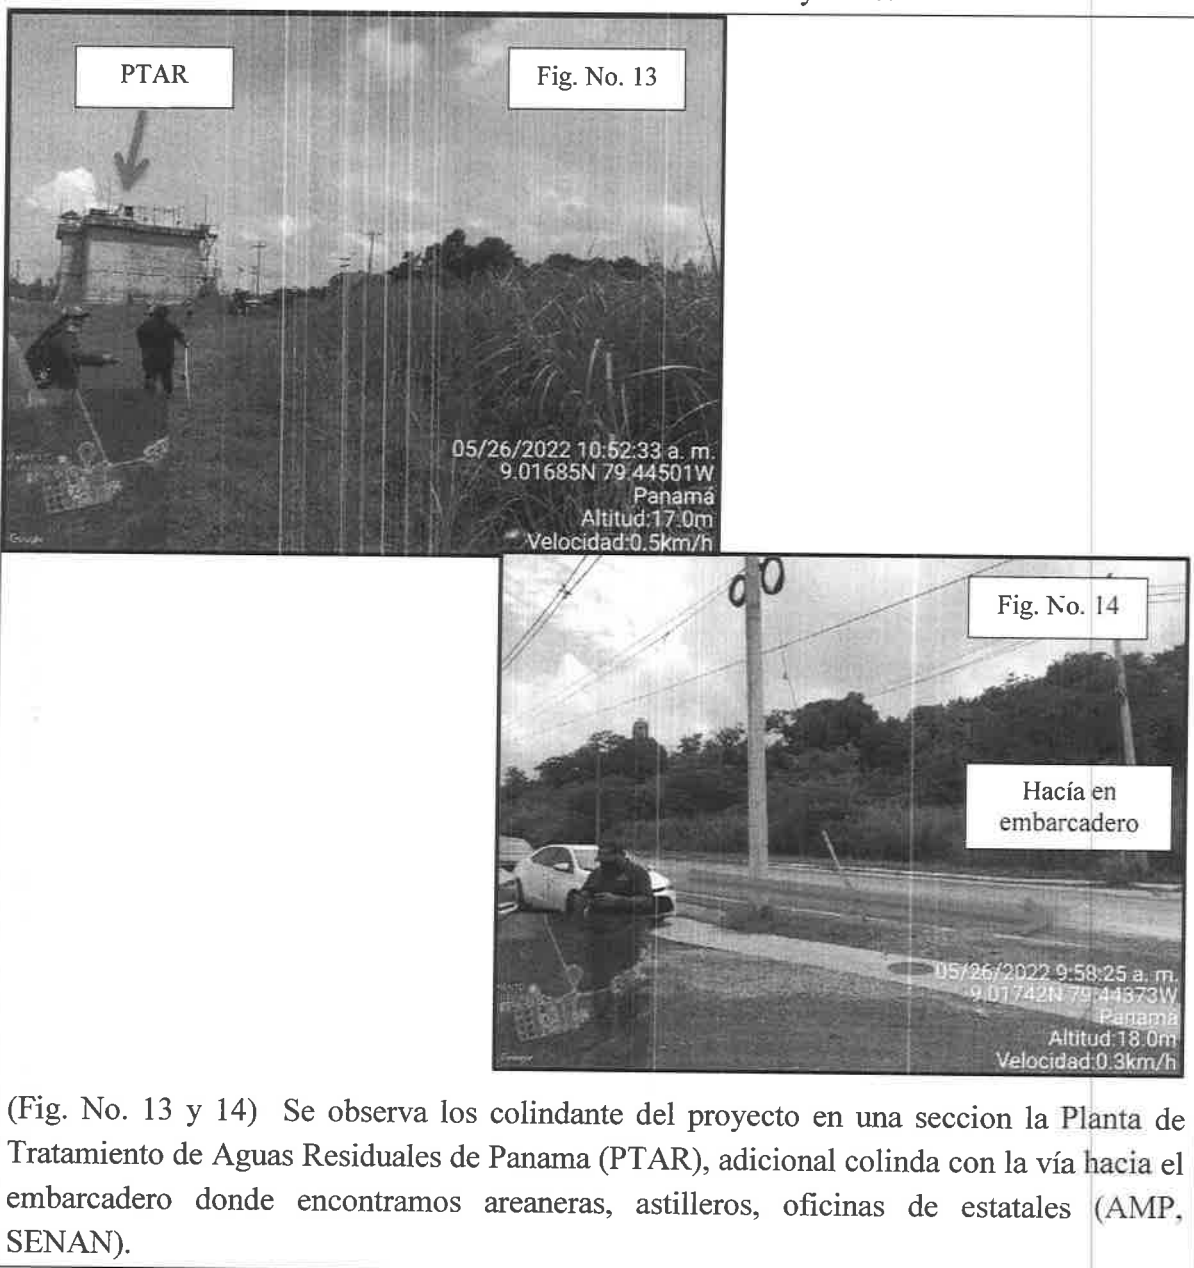 PTAR
Fig. No. 13
05/26/2022 10:52:33 a. m.
9.01685N 79.44501W
Panamá
Altitud:17.0m
Velocidad:0.5km/h
Google
Fig. No. 14
Hacía en
embarcadero
05/26/2022 9:58:25 a. m.
9.01742N 79.44373W
Panamá
Altitud:18.0m
Velocidad:0.3km/h
Google
(Fig. No. 13 y 14) Se observa los colindante del proyecto en una seccion la Planta de
Tratamiento de Aguas Residuales de Panama (PTAR), adicional colinda con la vía hacia el
embarcadero donde encontramos areaneras, astilleros, oficinas de estatales (AMP,
SENAN).